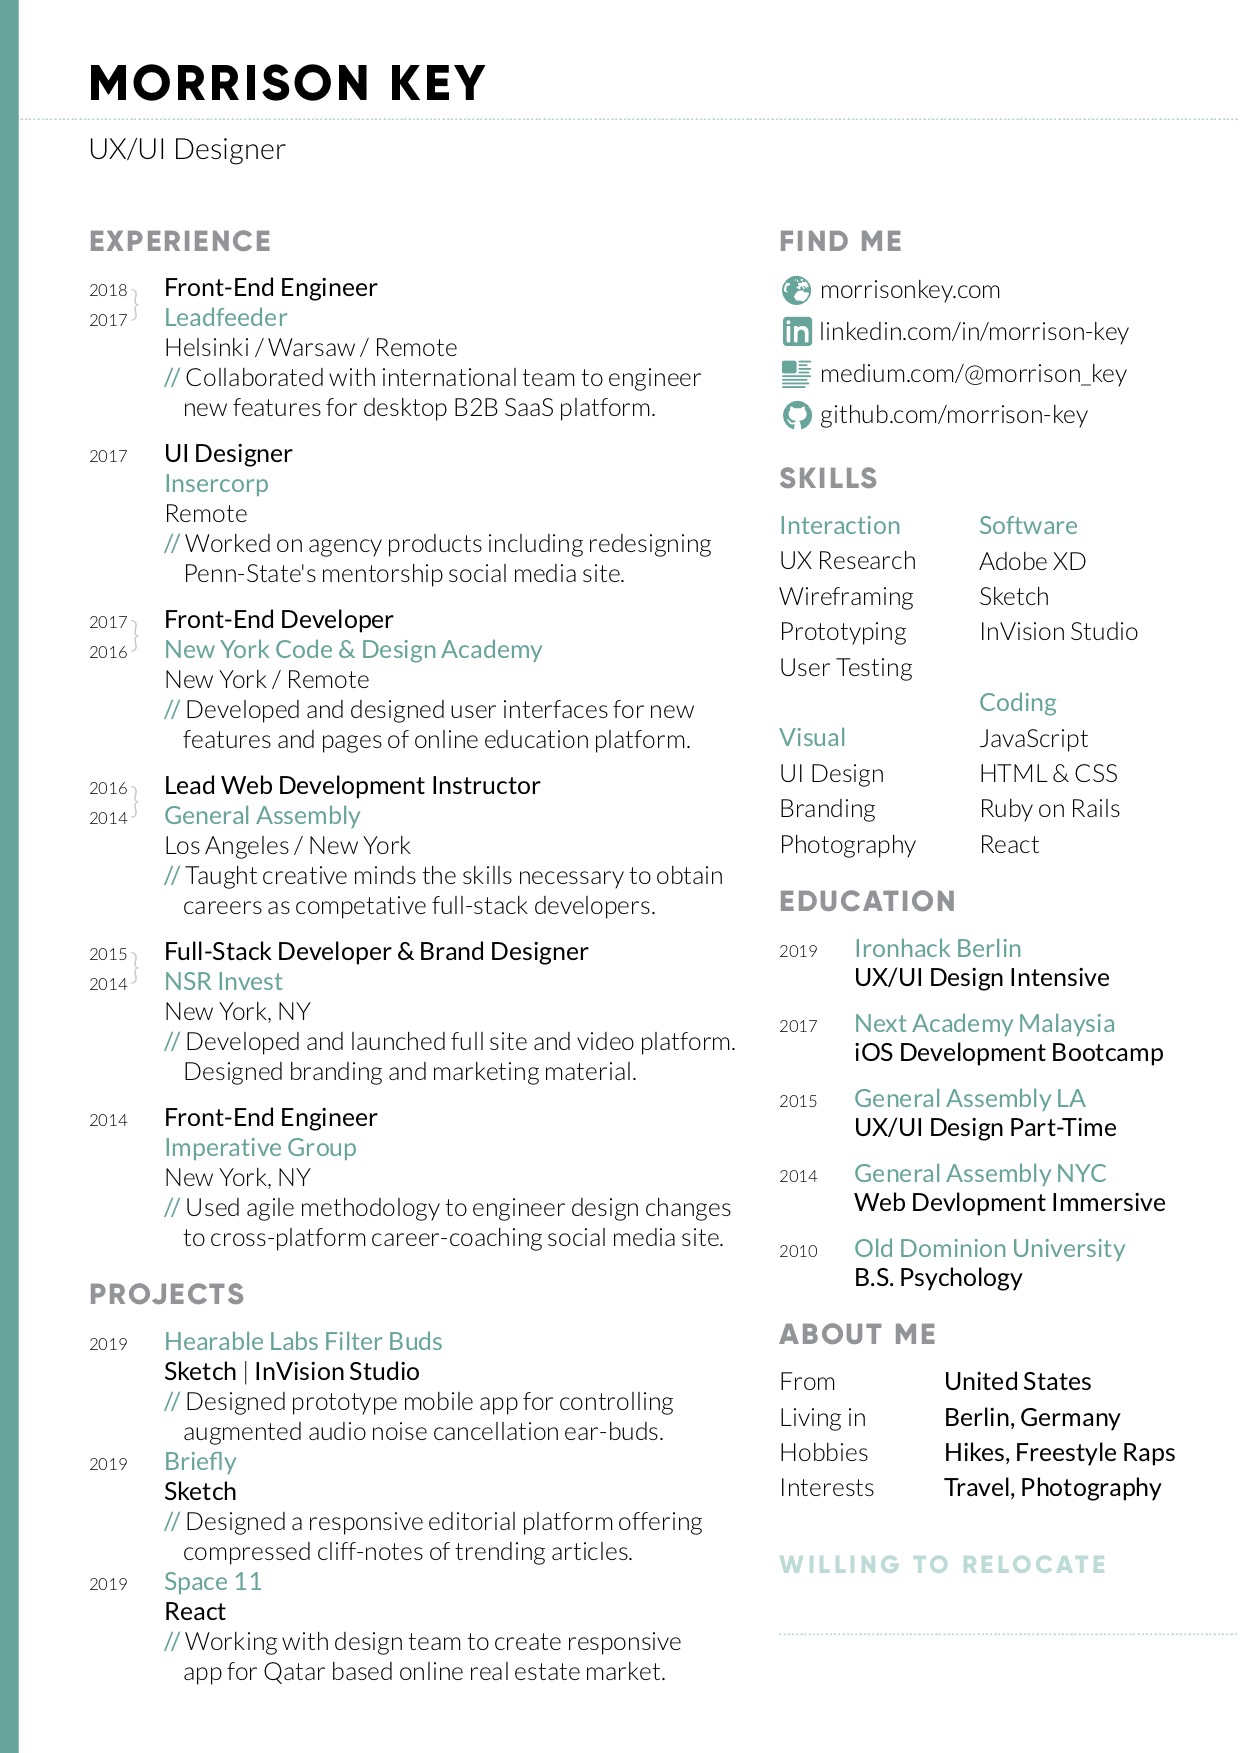 MORRISON KEY
UX/UI Designer
EXPERIENCE
2018 Front-End Engineer
2017 Leadfeeder
Helsinki / Warsaw / Remote
// Collaborated with international team to engineer
new features for desktop B2B SaaS platform.
2017 UI Designer
Insercorp
Remote
// Worked on agency products including redesigning
Penn-State's mentorship social media site.
2017 Front-End Developer
2016 New York Code & Design Academy
New York / Remote
// Developed and designed user interfaces for new
features and pages of online education platform.
2016 Lead Web Development Instructor
2014 General Assembly
Los Angeles / New York
// Taught creative minds the skills necessary to obtain
careers as competative full-stack developers.
2015 Full-Stack Developer & Brand Designer
2014 NSR Invest
New York, NY
// Developed and launched full site and video platform.
Designed branding and marketing material.
2014 Front-End Engineer
Imperative Group
New York, NY
// Used agile methodology to engineer design changes
to cross-platform career-coaching social media site.
PROJECTS
2019 Hearable Labs Filter Buds
Sketch | InVision Studio
// Designed prototype mobile app for controlling
augmented audio noise cancellation ear-buds.
2019 Briefly
Sketch
// Designed a responsive editorial platform offering
compressed cliff-notes of trending articles.
2019 Space 11
React
// Working with design team to create responsive
app for Qatar based online real estate market.
FIND ME
morrisonkey.com
linkedin.com/in/morrison-key
medium.com/@morrison_key
github.com/morrison-key
SKILLS
Interaction
UX Research
Wireframing
Prototyping
User Testing
Visual
UI Design
Branding
Photography
Software
Adobe XD
Sketch
InVision Studio
Coding
JavaScript
HTML & CSS
Ruby on Rails
React
EDUCATION
2019 Ironhack Berlin
UX/UI Design Intensive
2017 Next Academy Malaysia
iOS Development Bootcamp
2015 General Assembly LA
UX/UI Design Part-Time
2014 General Assembly NYC
Web Devlopment Immersive
2010 Old Dominion University
B.S. Psychology
ABOUT ME
From United States
Living in Berlin, Germany
Hobbies Hikes, Freestyle Raps
Interests Travel, Photography
WILLING TO RELOCATE